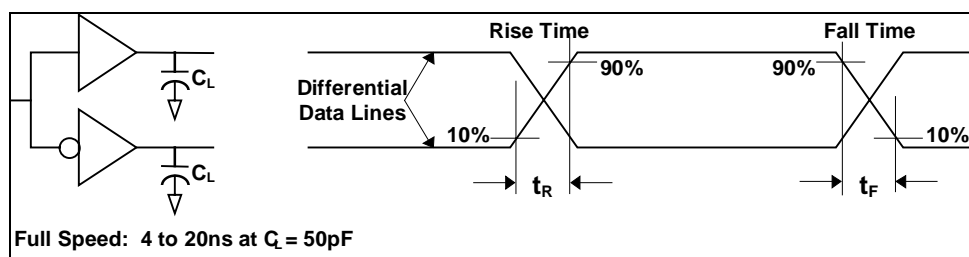 Rise Time
Fall Time
Differential
Data Lines
90%
90%
10%
10%
CL
CL
tR
tF
Full Speed: 4 to 20ns at CL = 50pF